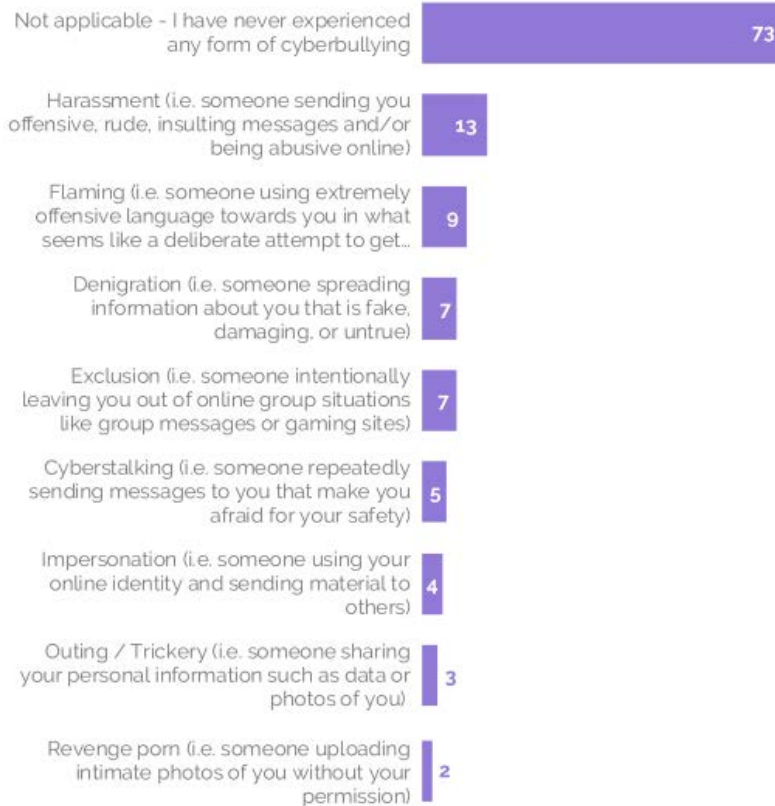 Not applicable - I have never experienced
any form of cyberbullying
73
Harassment (i.e. someone sending you
offensive, rude, insulting messages and/or
being abusive online)
13
Flaming (i.e. someone using extremely
offensive language towards you in what
seems like a deliberate attempt to get...
9
Denigration (i.e. someone spreading
information about you that is fake,
damaging, or untrue)
7
Exclusion (i.e. someone intentionally
leaving you out of online group situations
like group messages or gaming sites)
7
Cyberstalking (i.e. someone repeatedly
sending messages to you that make you
afraid for your safety)
5
Impersonation (i.e. someone using your
online identity and sending material to
others)
4
Outing / Trickery (i.e. someone sharing
your personal information such as data or
photos of you)
3
Revenge porn (i.e. someone uploading
intimate photos of you without your
permission)
2